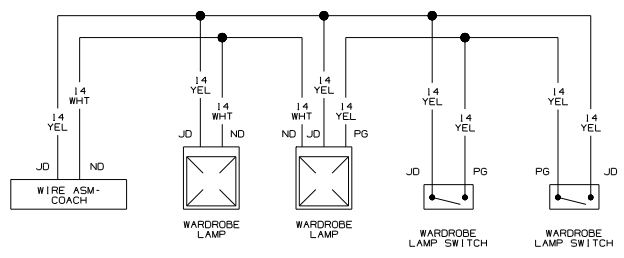 14
YEL
14
WHT
14
YEL
14
WHT
14
WHT
14
YEL
14
YEL
14
YEL
14
YEL
14
YEL
14
YEL
JD
ND
JD
ND
ND
JD
PG
JD
PG
PG
JD
WIRE ASM-
COACH
WARDROBE
LAMP
WARDROBE
LAMP
WARDROBE
LAMP SWITCH
WARDROBE
LAMP SWITCH